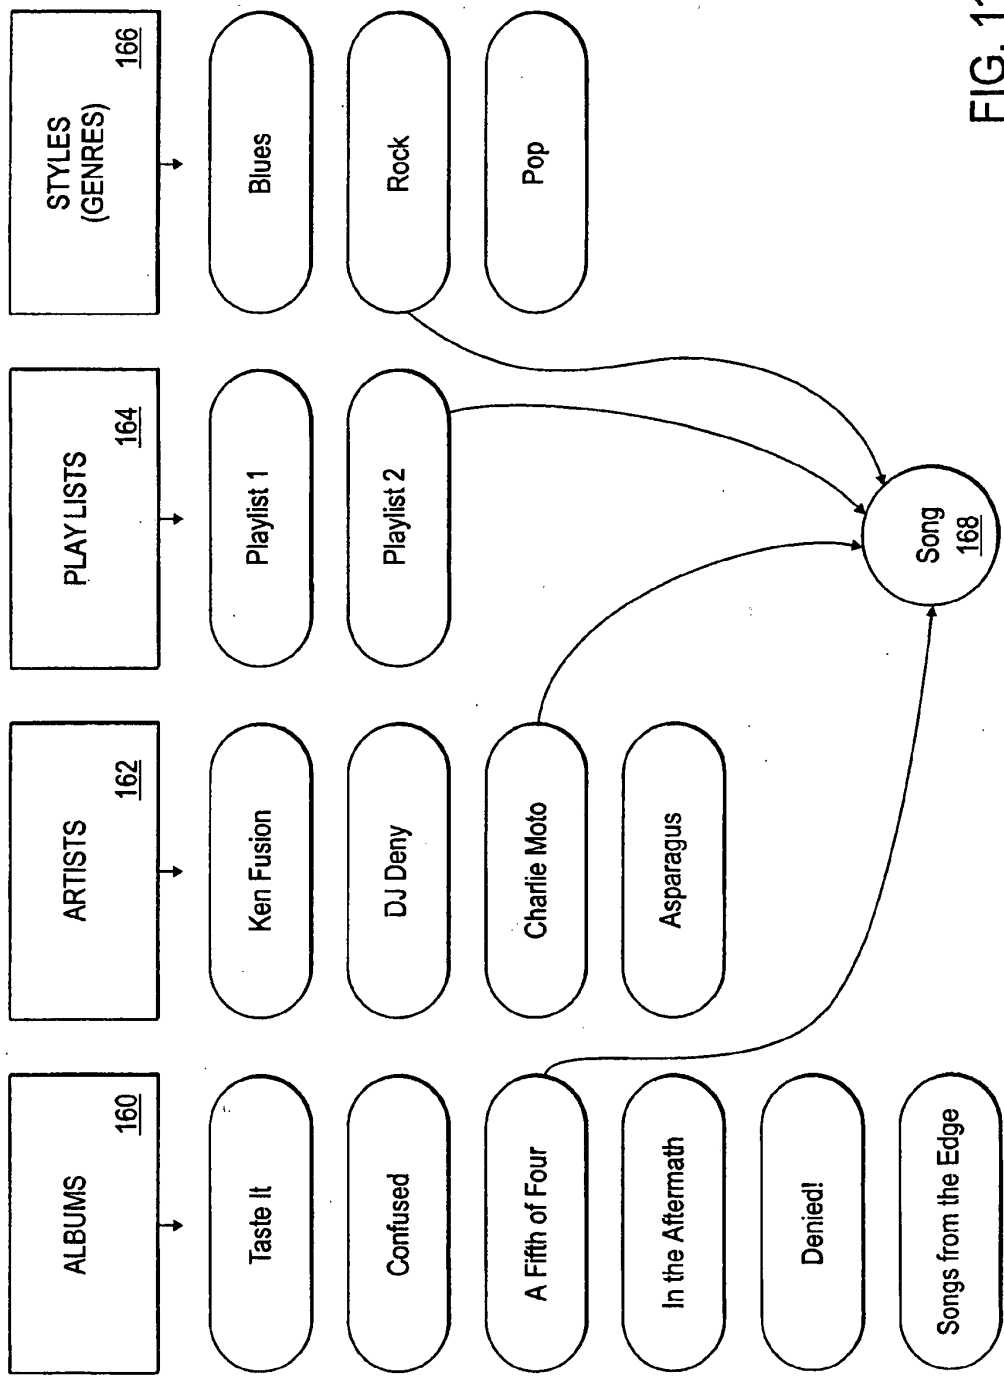 ALBUMS
160
Taste It
Confused
A Fifth of Four
In the Aftermath
Denied!
Songs from the Edge
ARTISTS
162
Ken Fusion
DJ Deny
Charlie Moto
Asparagus
PLAYLISTS
164
Playlist 1
Playlist 2
STYLES
(GENRES)
166
Blues
Rock
Pop
Song
168
FIG. 11